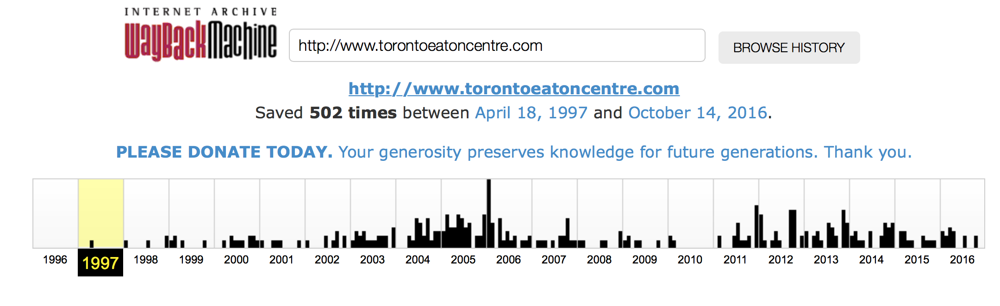 INTERNET ARCHIVE
WayBackMachine
http://www.torontoeatoncentre.com
BROWSE HISTORY
http://www.torontoeatoncentre.com
Saved 502 times between April 18, 1997 and October 14, 2016.
PLEASE DONATE TODAY. Your generosity preserves knowledge for future generations. Thank you.
1996 1997 1998 1999 2000 2001 2002 2003 2004 2005 2006 2007 2008 2009 2010 2011 2012 2013 2014 2015 2016